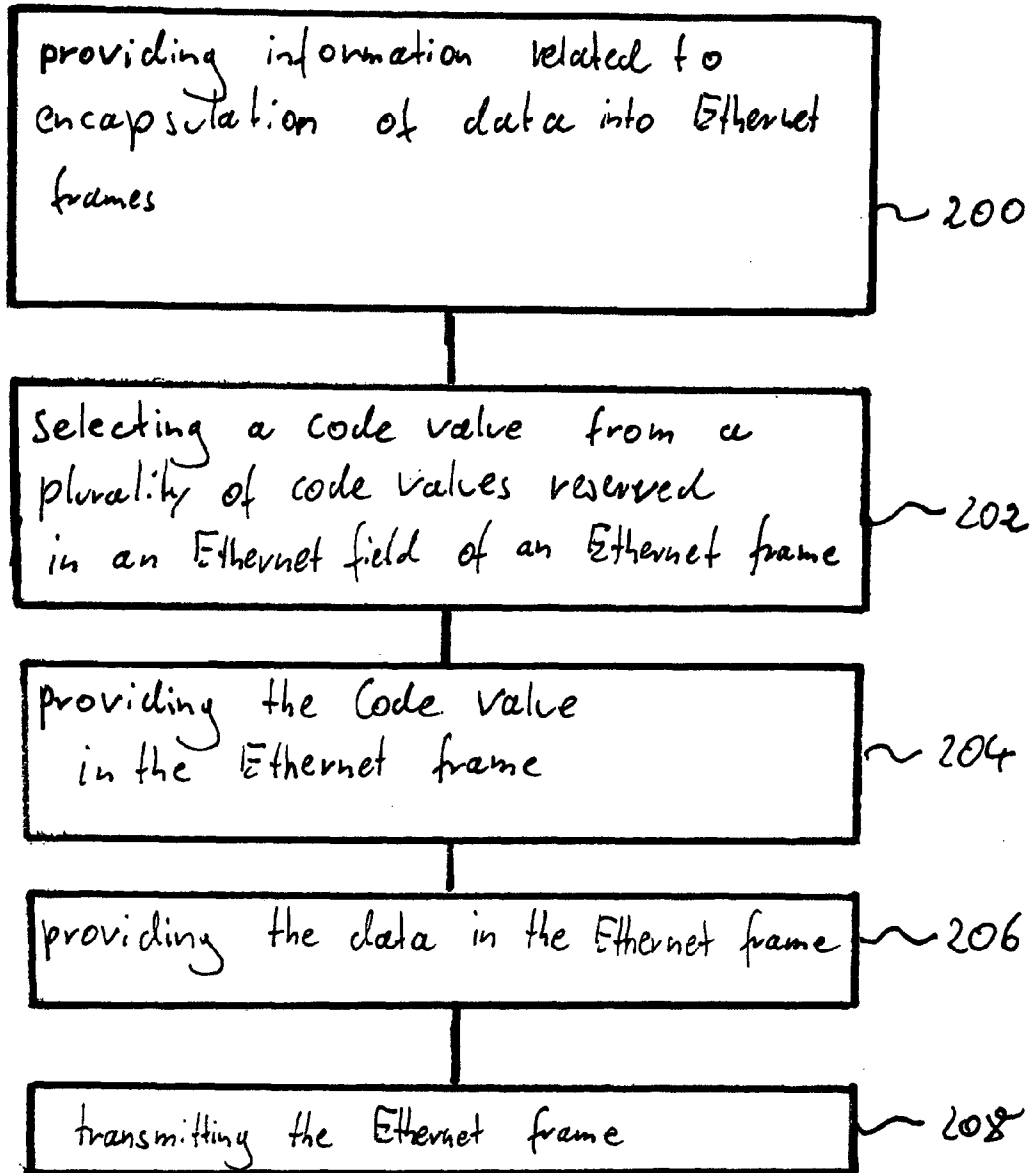 providing information related to
encapsulation of data into Ethernet
frames
200
selecting a code value from a
plurality of code values reserved
in an Ethernet field of an Ethernet frame
202
providing the Code value
in the Ethernet frame
204
providing the data in the Ethernet frame
206
transmitting the Ethernet frame
208